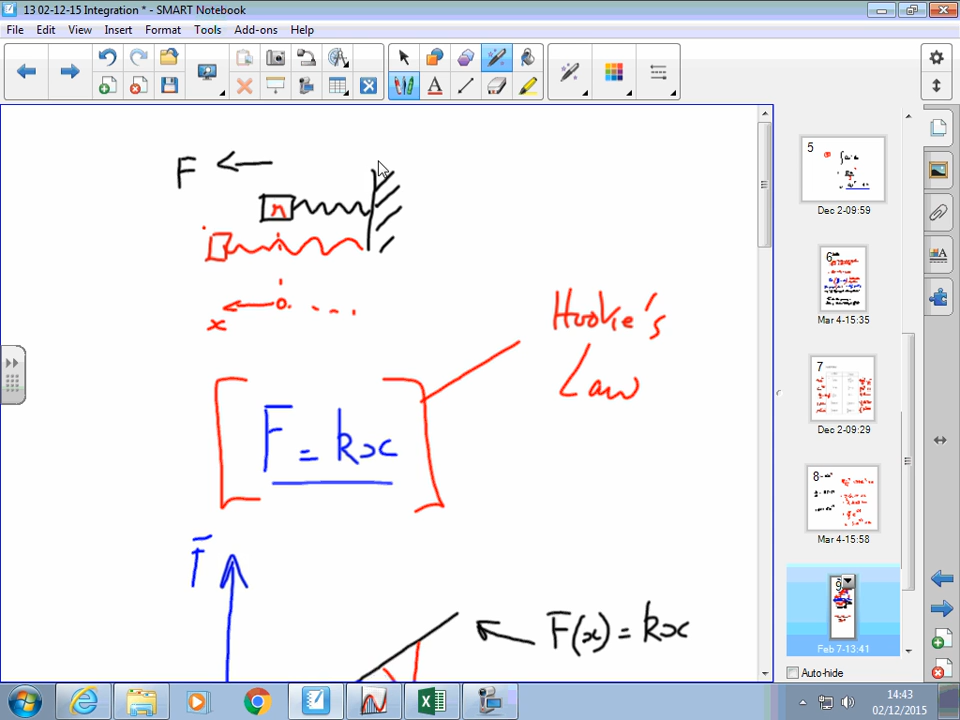 13 02-12-15 Integration * - SMART Notebook
File Edit View Insert Format Tools Add-ons Help
F
x
0
Hooke's
Law
F = kx
F
F(x) = kx
5
Dec 2-09:59
6
Mar 4-15:35
7
Dec 2-09:29
8
Mar 4-15:58
9
Feb 7-13:41
Auto-hide
14:43
02/12/2015